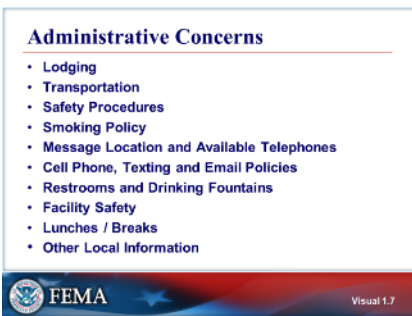 Administrative Concerns
• Lodging
• Transportation
• Safety Procedures
• Smoking Policy
• Message Location and Available Telephones
• Cell Phone, Texting and Email Policies
• Restrooms and Drinking Fountains
• Facility Safety
• Lunches / Breaks
• Other Local Information
FEMA
Visual 1.7